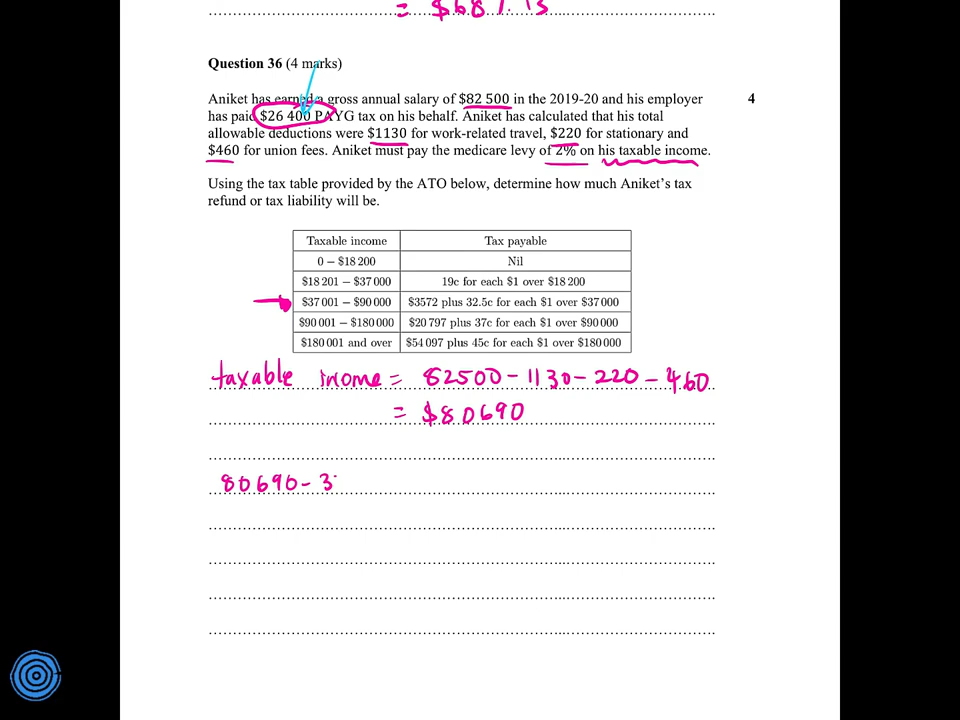 = $687.15
Question 36 (4 marks)
Aniket has earned a gross annual salary of $82 500 in the 2019-20 and his employer 4
has paid $26 400 PAYG tax on his behalf. Aniket has calculated that his total
allowable deductions were $1130 for work-related travel, $220 for stationary and
$460 for union fees. Aniket must pay the medicare levy of 2% on his taxable income.
Using the tax table provided by the ATO below, determine how much Aniket's tax
refund or tax liability will be.
Taxable income Tax payable
0 – $18 200 Nil
$18 201 – $37 000 19c for each $1 over $18 200
$37 001 – $90 000 $3572 plus 32.5c for each $1 over $37 000
$90 001 – $180 000 $20 797 plus 37c for each $1 over $90 000
$180 001 and over $54 097 plus 45c for each $1 over $180 000
taxable income = 82500 - 1130 - 220 - 460
= $80690
80690 - 3